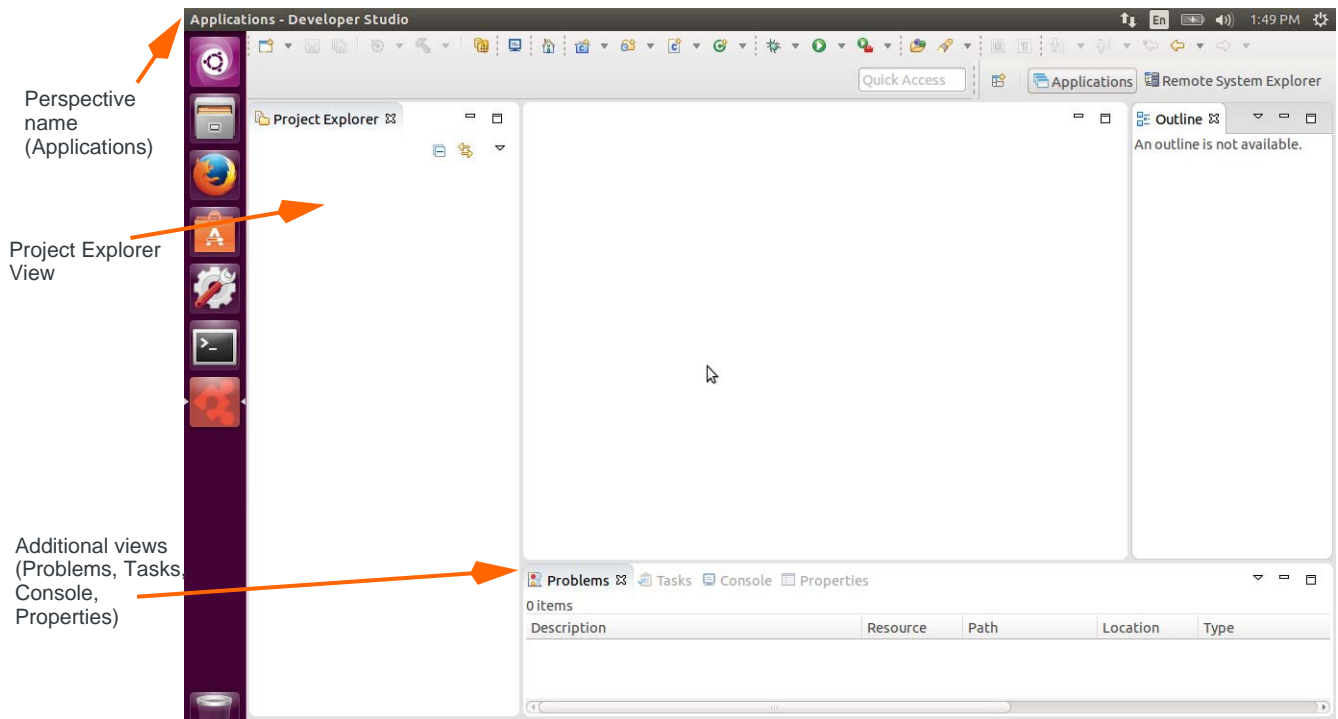 Applications - Developer Studio
En
1:49 PM
Quick Access
Applications
Remote System Explorer
Perspective
name
(Applications)
Project Explorer
Outline
An outline is not available.
Project Explorer
View
Additional views
(Problems, Tasks,
Console,
Properties)
Problems
Tasks
Console
Properties
0 items
Description
Resource
Path
Location
Type